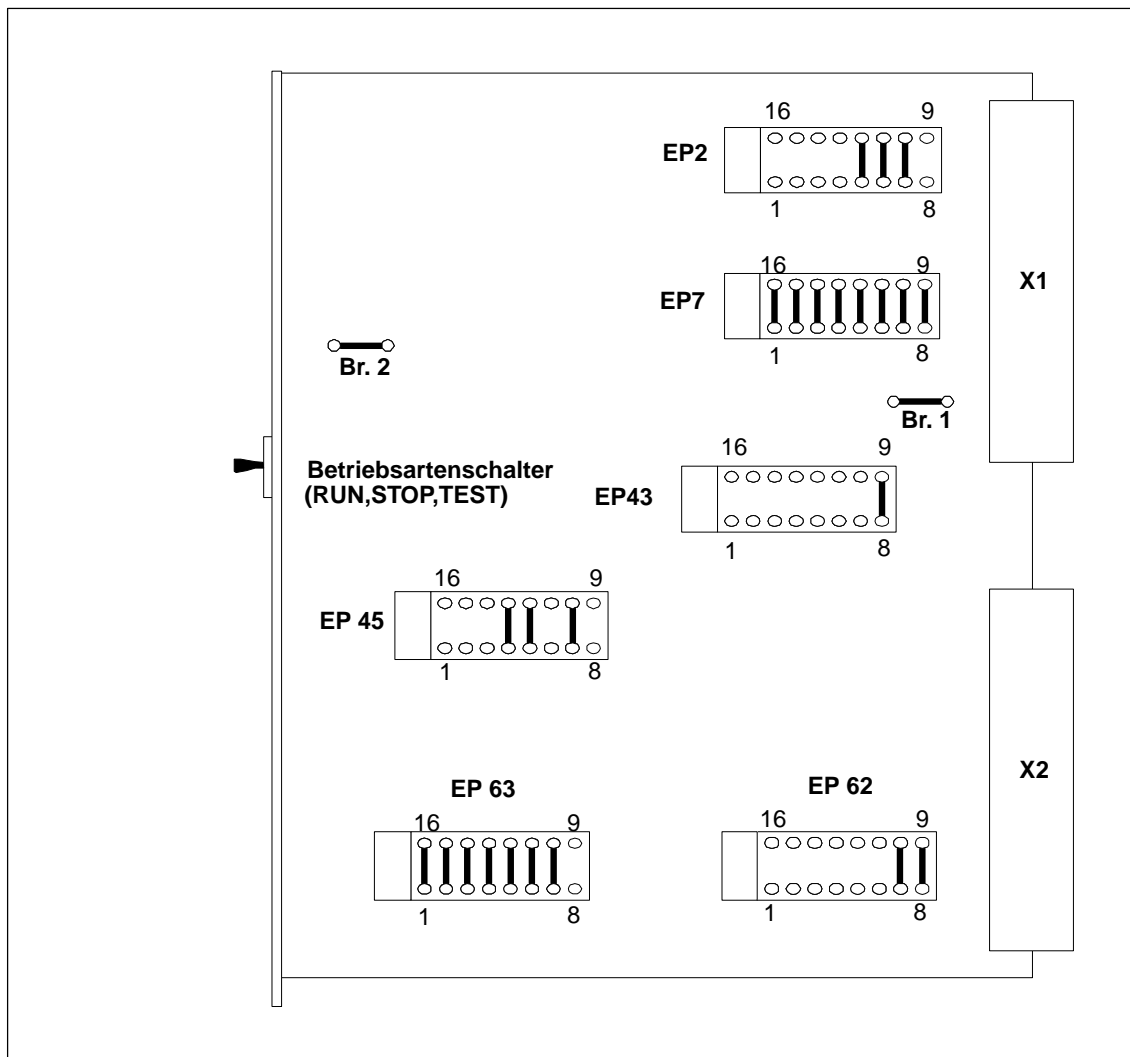 16 9
EP2
1 8
16 9
EP7
X1
1 8
Br. 2
Br. 1
16 9
Betriebsartenschalter
(RUN,STOP,TEST)
EP43
1 8
16 9
EP 45
1 8
X2
EP 63
EP 62
16 9
16 9
1 8
1 8